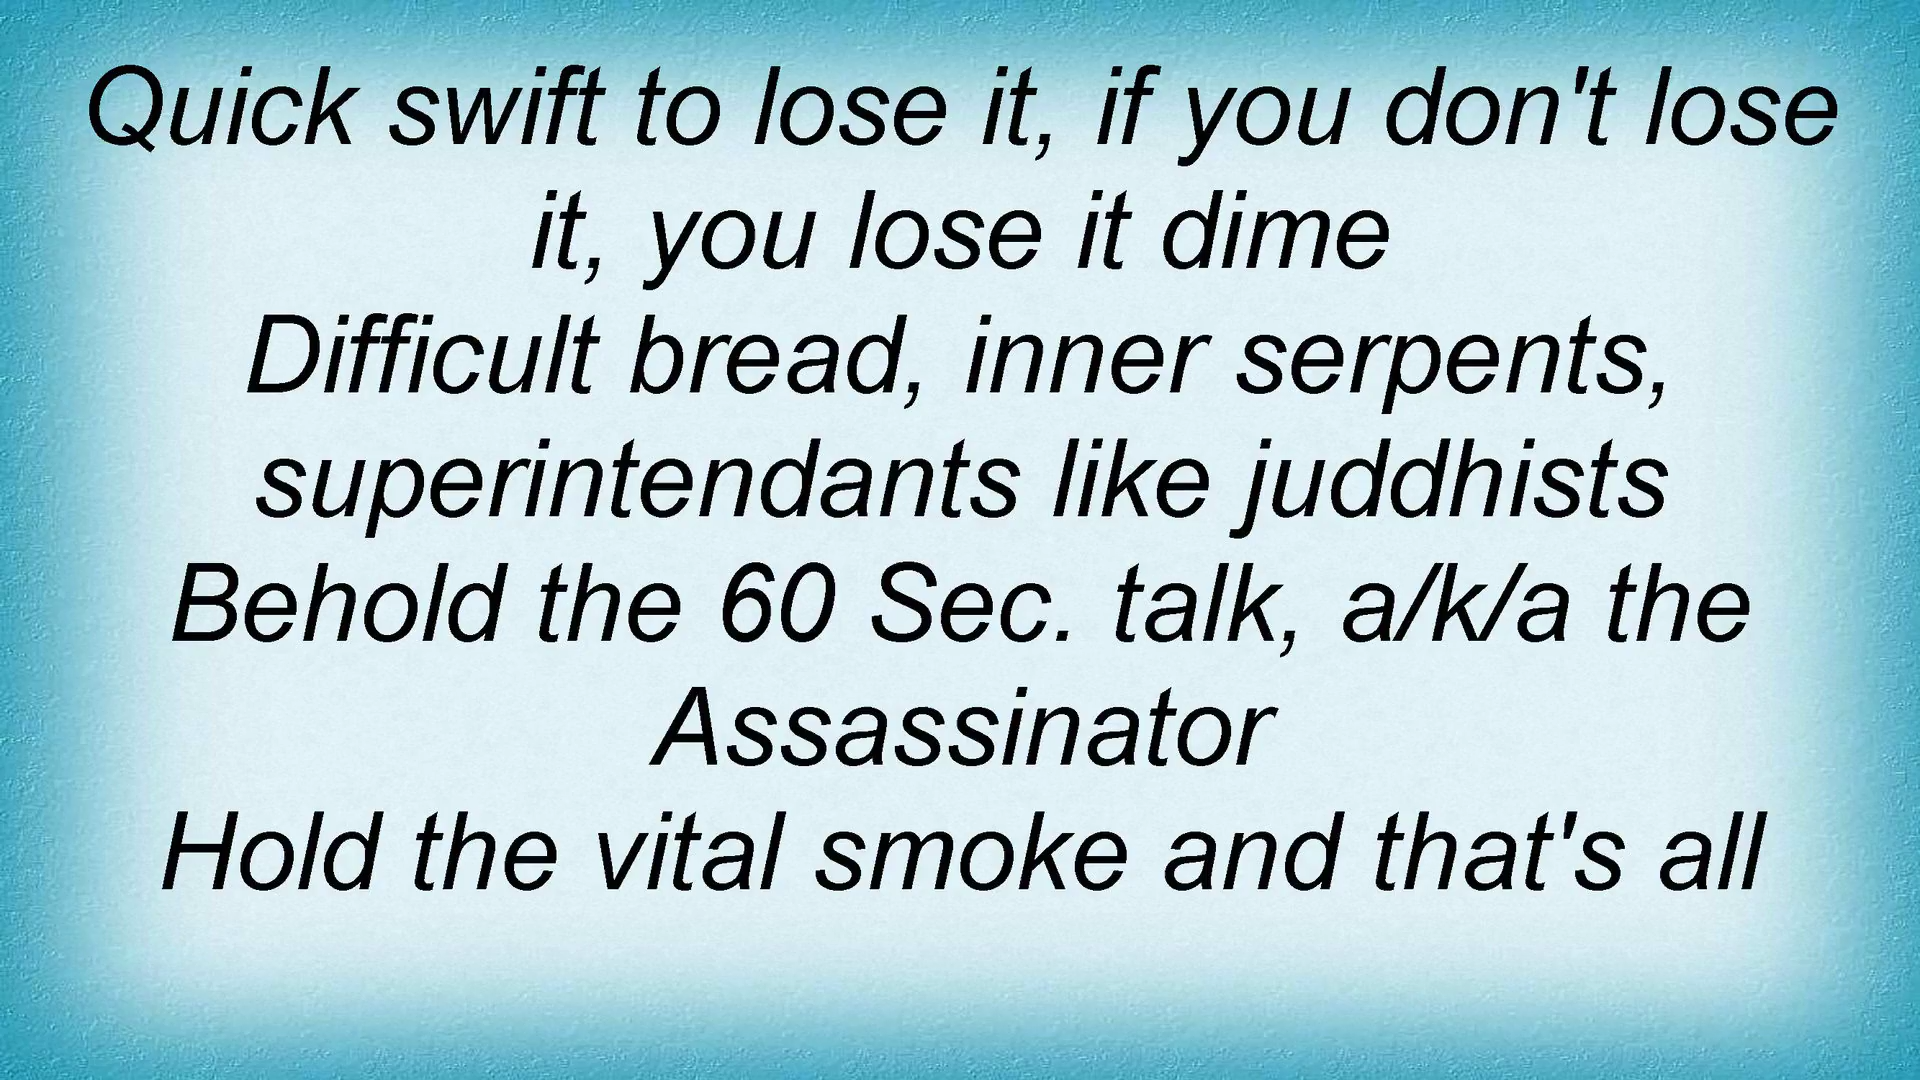 Quick swift to lose it, if you don't lose
it, you lose it dime
Difficult bread, inner serpents,
superintendants like juddhists
Behold the 60 Sec. talk, a/k/a the
Assassinator
Hold the vital smoke and that's all